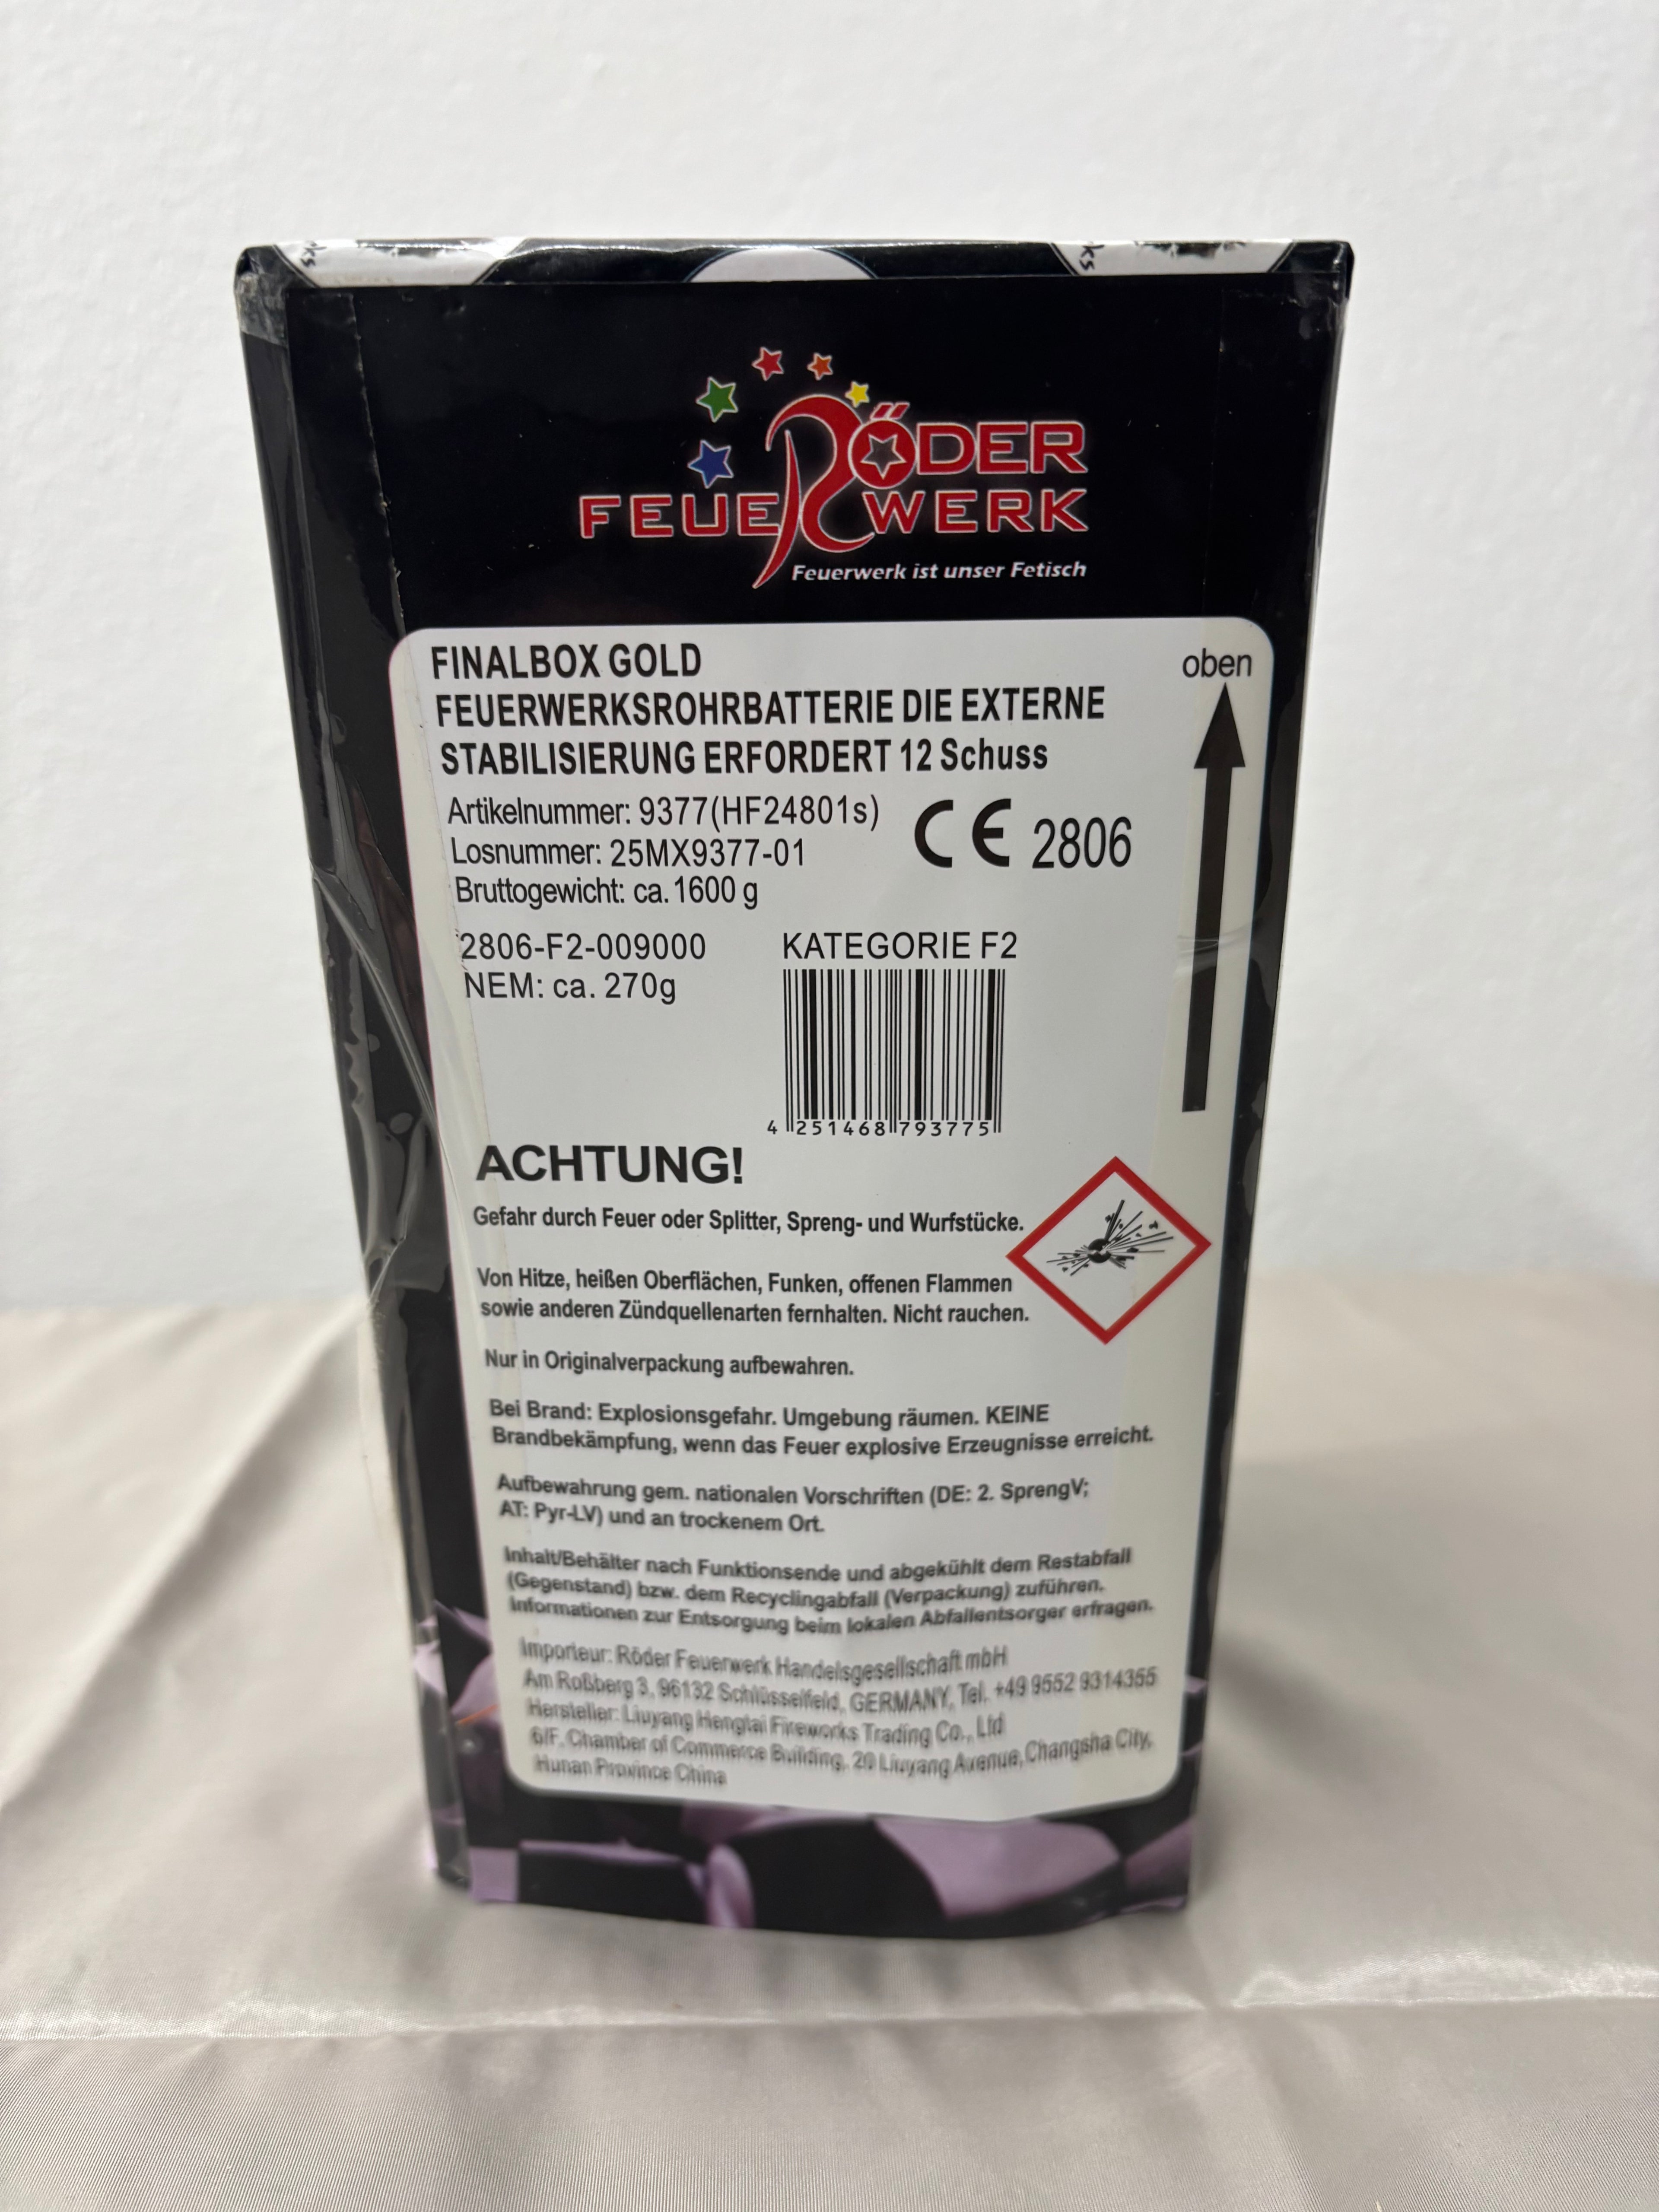 RÖDER
FEUERWERK
Feuerwerk ist unser Fetisch
FINALBOX GOLD
FEUERWERKSROHRBATTERIE DIE EXTERNE
STABILISIERUNG ERFORDERT 12 Schuss
oben
Artikelnummer: 9377(HF24801s)
Losnummer: 25MX9377-01
Bruttogewicht: ca. 1600 g
CE 2806
2806-F2-009000
NEM: ca. 270g
KATEGORIE F2
4 251468 793775
ACHTUNG!
Gefahr durch Feuer oder Splitter, Spreng- und Wurfstücke.
Von Hitze, heißen Oberflächen, Funken, offenen Flammen
sowie anderen Zündquellenarten fernhalten. Nicht rauchen.
Nur in Originalverpackung aufbewahren.
Bei Brand: Explosionsgefahr. Umgebung räumen. KEINE
Brandbekämpfung, wenn das Feuer explosive Erzeugnisse erreicht.
Aufbewahrung gem. nationalen Vorschriften (DE: 2. SprengV;
AT: Pyr-LV) und an trockenem Ort.
Inhalt/Behälter nach Funktionsende und abgekühlt dem Restabfall
(Gegenstand) bzw. dem Recyclingabfall (Verpackung) zuführen.
Informationen zur Entsorgung beim lokalen Abfallentsorger erfragen.
Importeur: Röder Feuerwerk Handelsgesellschaft mbH
Am Roßberg 3, 96132 Schlüsselfeld, GERMANY, Tel. +49 9552 9314355
Hersteller: Liuyang Hengtai Fireworks Trading Co., Ltd
6/F, Chamber of Commerce Building, 20 Liuyang Avenue, Changsha City,
Hunan Province China